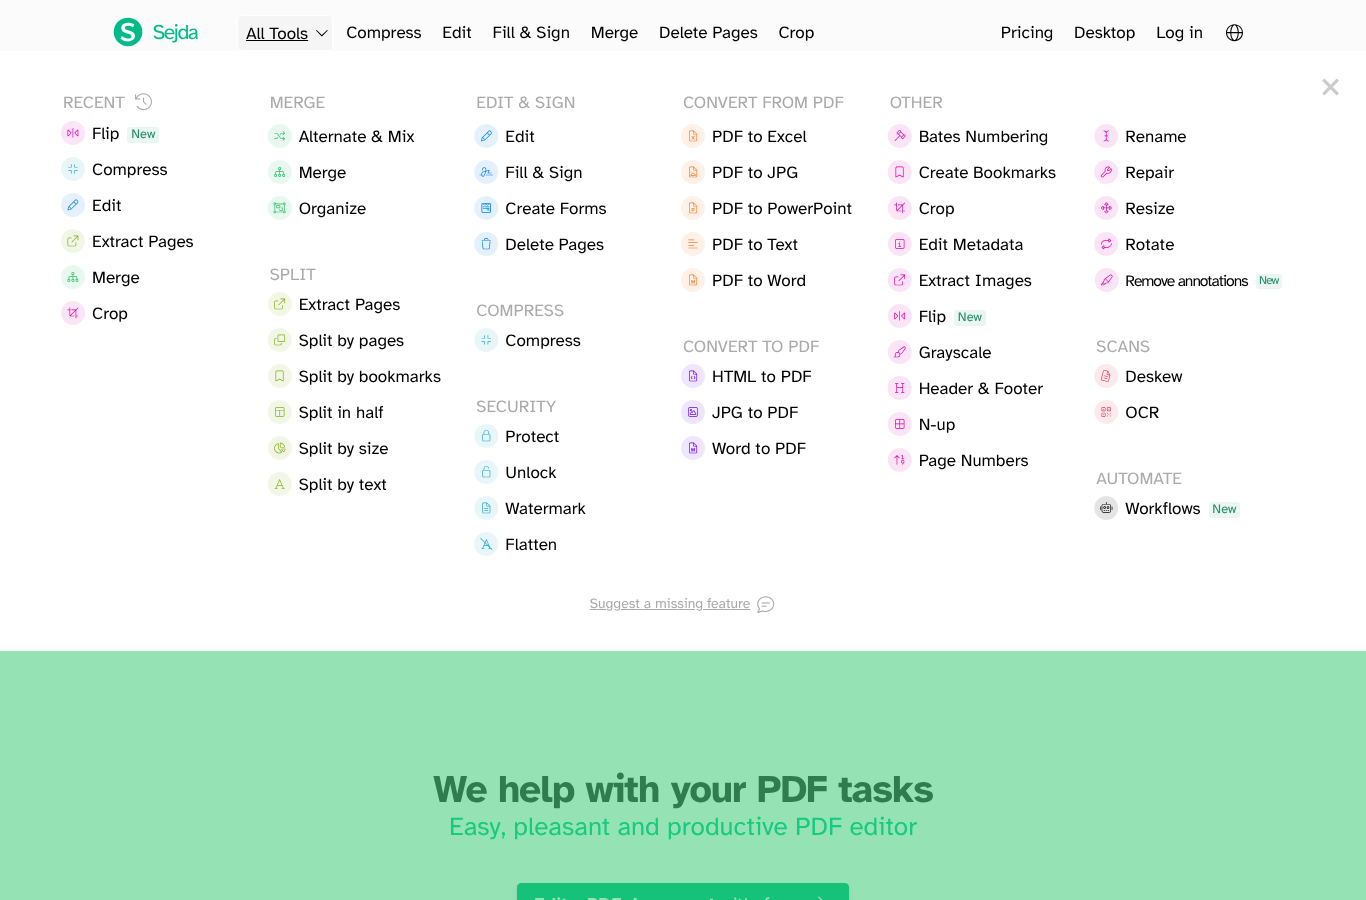 Sejda
All Tools
Compress
Edit
Fill & Sign
Merge
Delete Pages
Crop
Pricing
Desktop
Log in
RECENT
Flip New
Compress
Edit
Extract Pages
Merge
Crop
MERGE
Alternate & Mix
Merge
Organize
SPLIT
Extract Pages
Split by pages
Split by bookmarks
Split in half
Split by size
Split by text
EDIT & SIGN
Edit
Fill & Sign
Create Forms
Delete Pages
COMPRESS
Compress
SECURITY
Protect
Unlock
Watermark
Flatten
CONVERT FROM PDF
PDF to Excel
PDF to JPG
PDF to PowerPoint
PDF to Text
PDF to Word
CONVERT TO PDF
HTML to PDF
JPG to PDF
Word to PDF
OTHER
Bates Numbering
Create Bookmarks
Crop
Edit Metadata
Extract Images
Flip New
Grayscale
Header & Footer
N-up
Page Numbers
Rename
Repair
Resize
Rotate
Remove annotations New
SCANS
Deskew
OCR
AUTOMATE
Workflows New
Suggest a missing feature
We help with your PDF tasks
Easy, pleasant and productive PDF editor